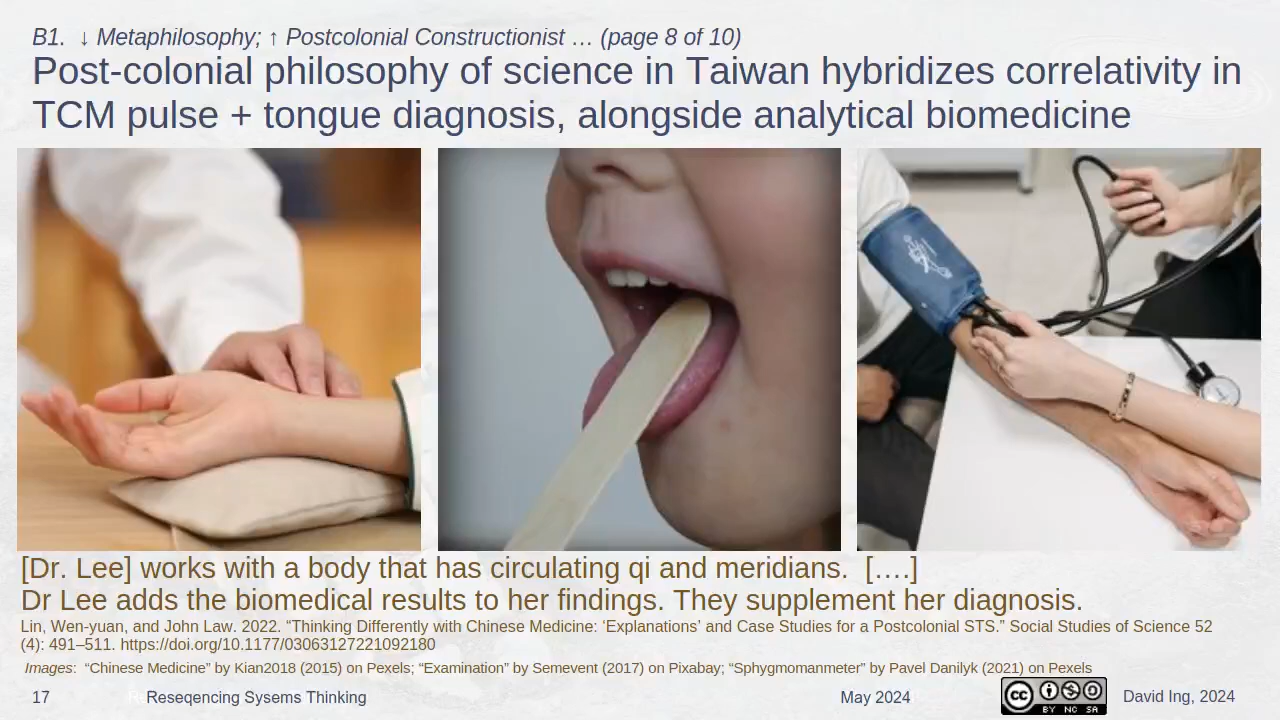 B1. ↓ Metaphilosophy; ↑ Postcolonial Constructionist … (page 8 of 10)
Post-colonial philosophy of science in Taiwan hybridizes correlativity in
TCM pulse + tongue diagnosis, alongside analytical biomedicine
[Dr. Lee] works with a body that has circulating qi and meridians. [….]
Dr Lee adds the biomedical results to her findings. They supplement her diagnosis.
Lin, Wen-yuan, and John Law. 2022. “Thinking Differently with Chinese Medicine: ‘Explanations’ and Case Studies for a Postcolonial STS.” Social Studies of Science 52
(4): 491–511. https://doi.org/10.1177/03063127221092180
Images: “Chinese Medicine” by Kian2018 (2015) on Pexels; “Examination” by Semevent (2017) on Pixabay; “Sphygmomanmeter” by Pavel Danilyk (2021) on Pexels
17 Reseqencing Sysems Thinking May 2024 cc BY NC SA David Ing, 2024